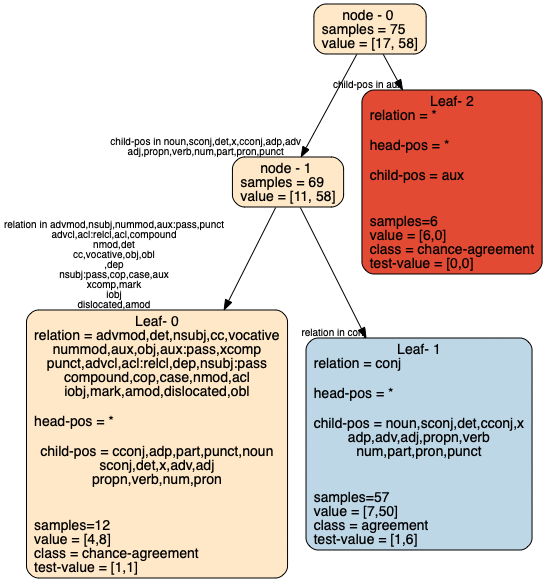 node - 0
samples = 75
value = [17, 58]
child-pos in aux
child-pos in noun,sconj,det,x,cconj,adp,adv
adj,propn,verb,num,part,pron,punct
Leaf- 2
relation = *
head-pos = *
child-pos = aux
samples=6
value = [6,0]
class = chance-agreement
test-value = [0,0]
node - 1
samples = 69
value = [11, 58]
relation in advmod,nsubj,nummod,aux:pass,punct
advcl,acl:relcl,acl,compound
nmod,det
cc,vocative,obj,obl
,dep
nsubj:pass,cop,case,aux
xcomp,mark
iobj
dislocated,amod
relation in conj
Leaf- 0
relation = advmod,det,nsubj,cc,vocative
nummod,aux,obj,aux:pass,xcomp
punct,advcl,acl:relcl,dep,nsubj:pass
compound,cop,case,nmod,acl
iobj,mark,amod,dislocated,obl
head-pos = *
child-pos = cconj,adp,part,punct,noun
sconj,det,x,adv,adj
propn,verb,num,pron
samples=12
value = [4,8]
class = chance-agreement
test-value = [1,1]
Leaf- 1
relation = conj
head-pos = *
child-pos = noun,sconj,det,cconj,x
adp,adv,adj,propn,verb
num,part,pron,punct
samples=57
value = [7,50]
class = agreement
test-value = [1,6]